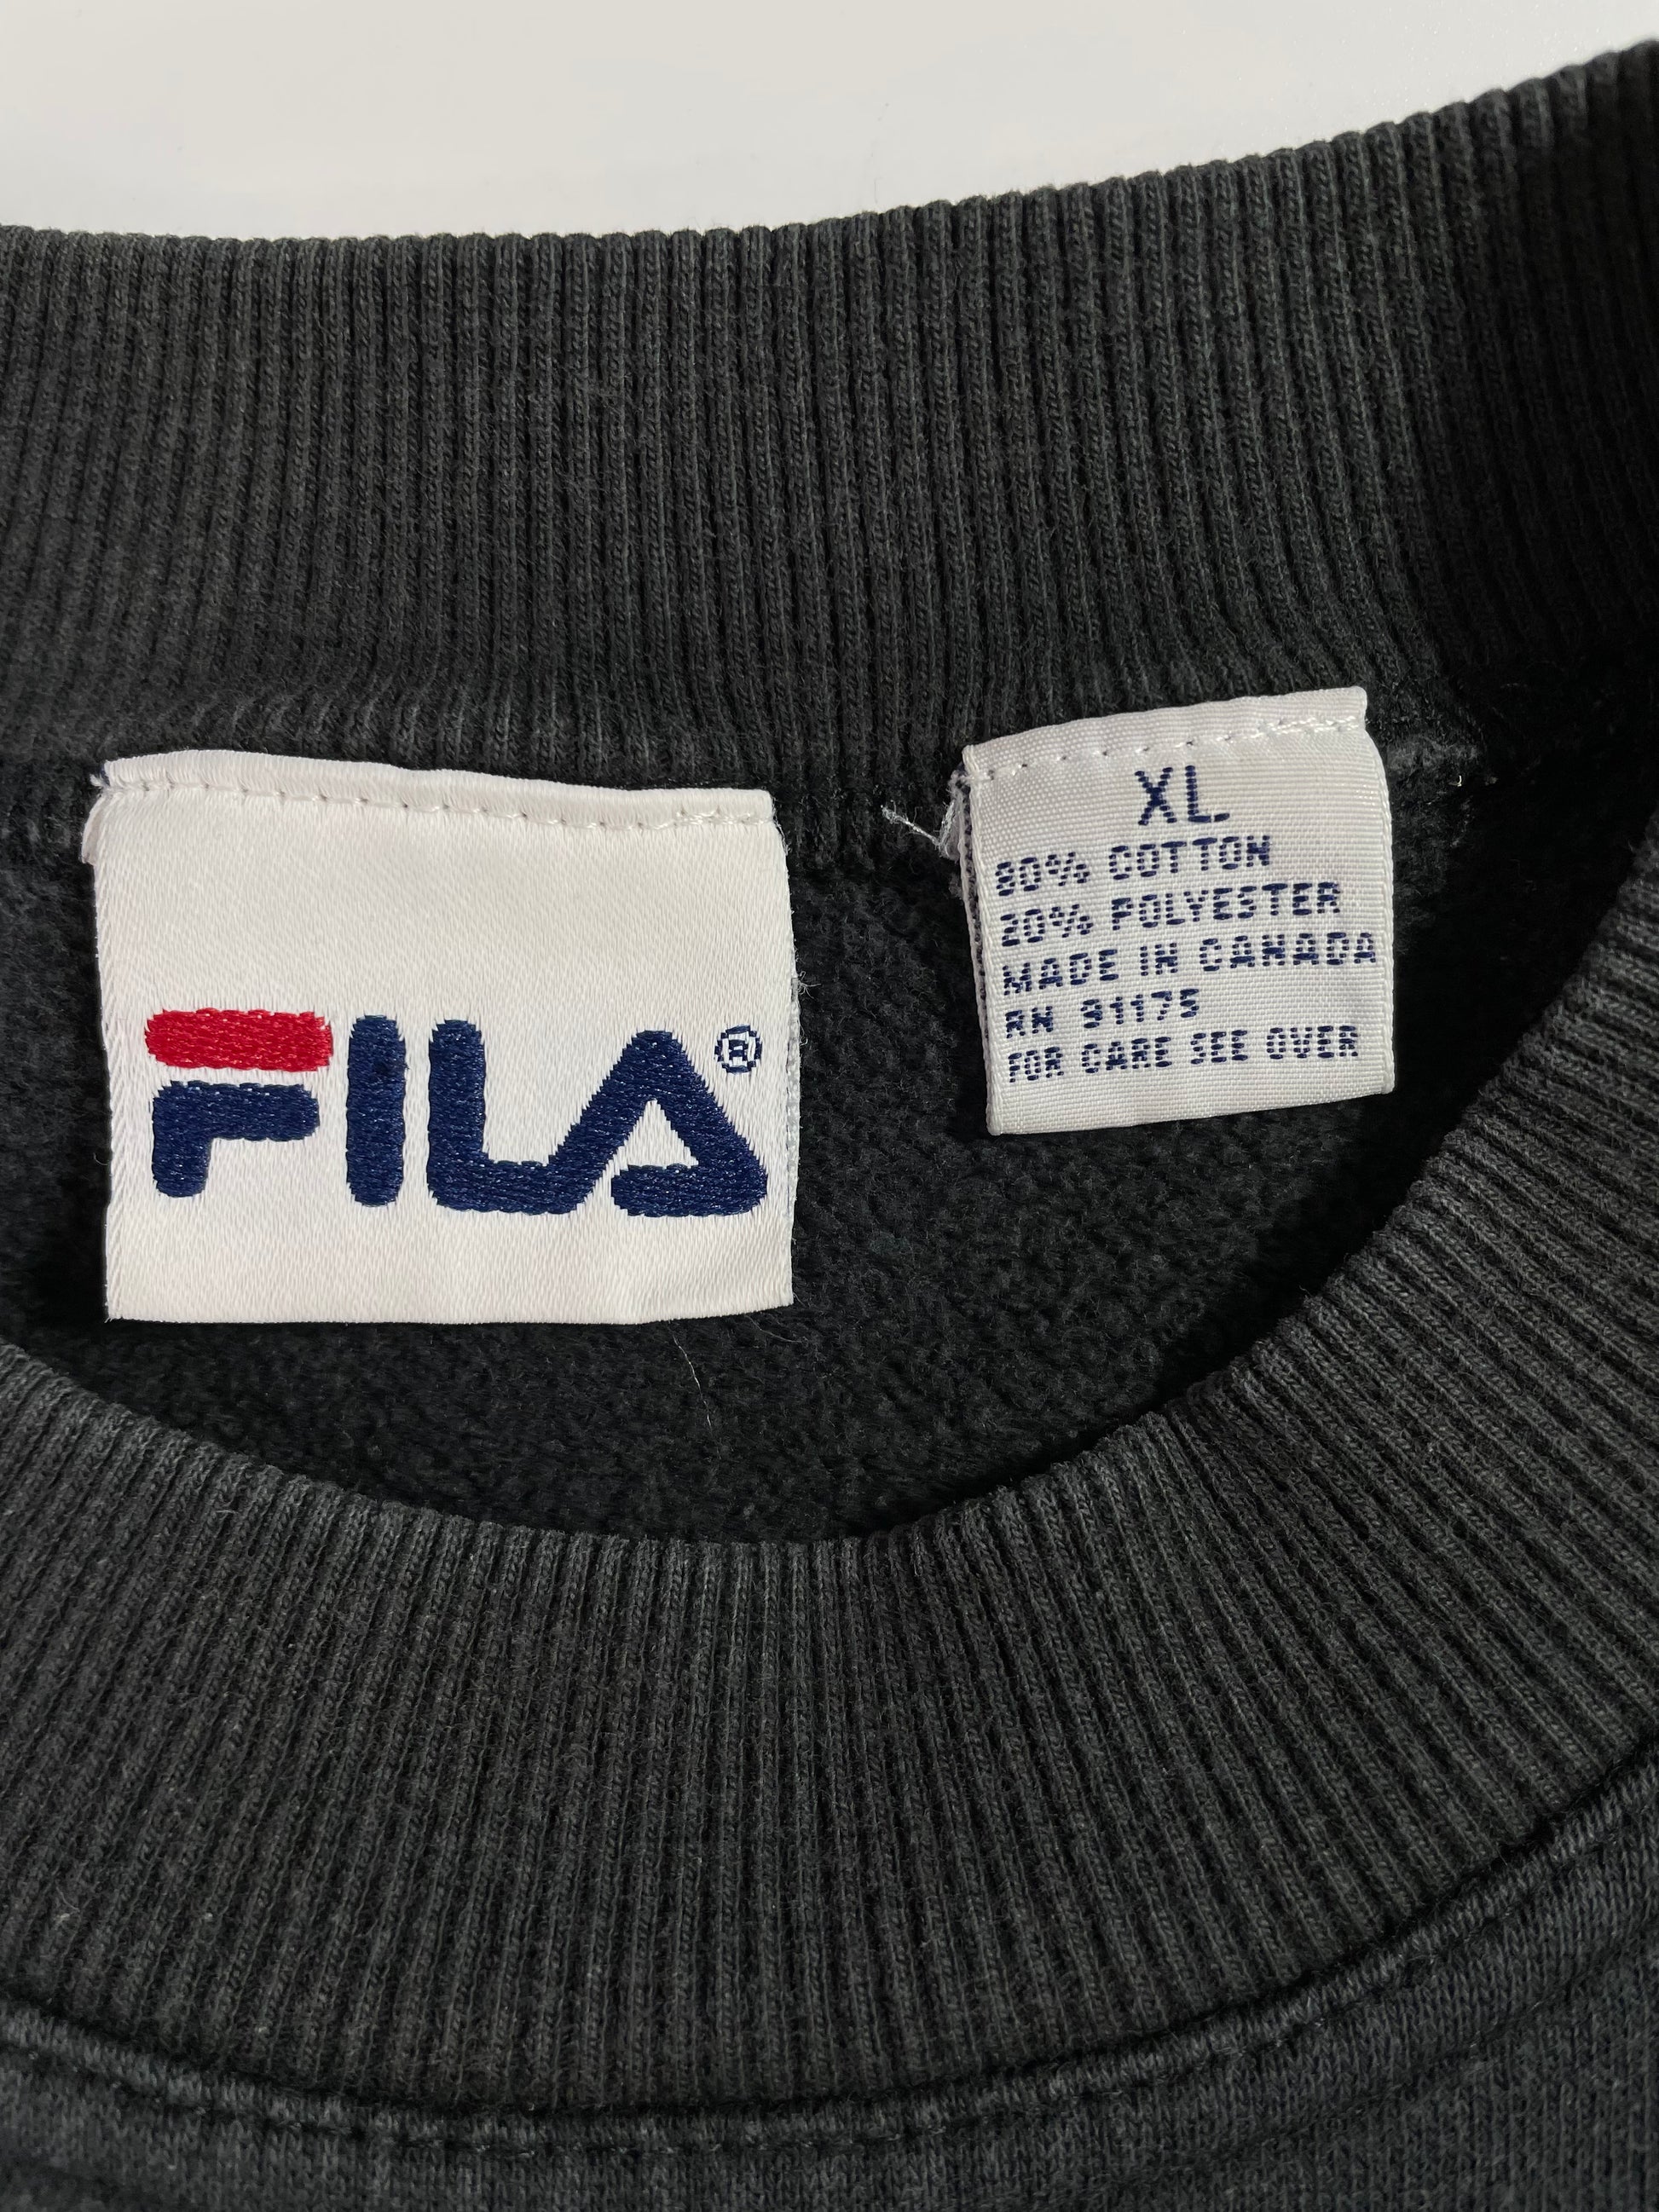 FILA®
XL
80% COTTON
20% POLYESTER
MADE IN CANADA
RN 91175
FOR CARE SEE OVER